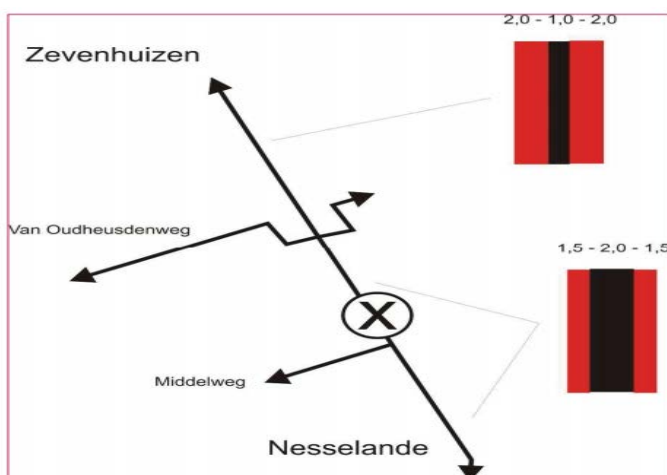 2,0 - 1,0 - 2,0
Zevenhuizen
Van Oudheusdenweg
1,5 - 2,0 - 1,5
X
Middelweg
Nesselande